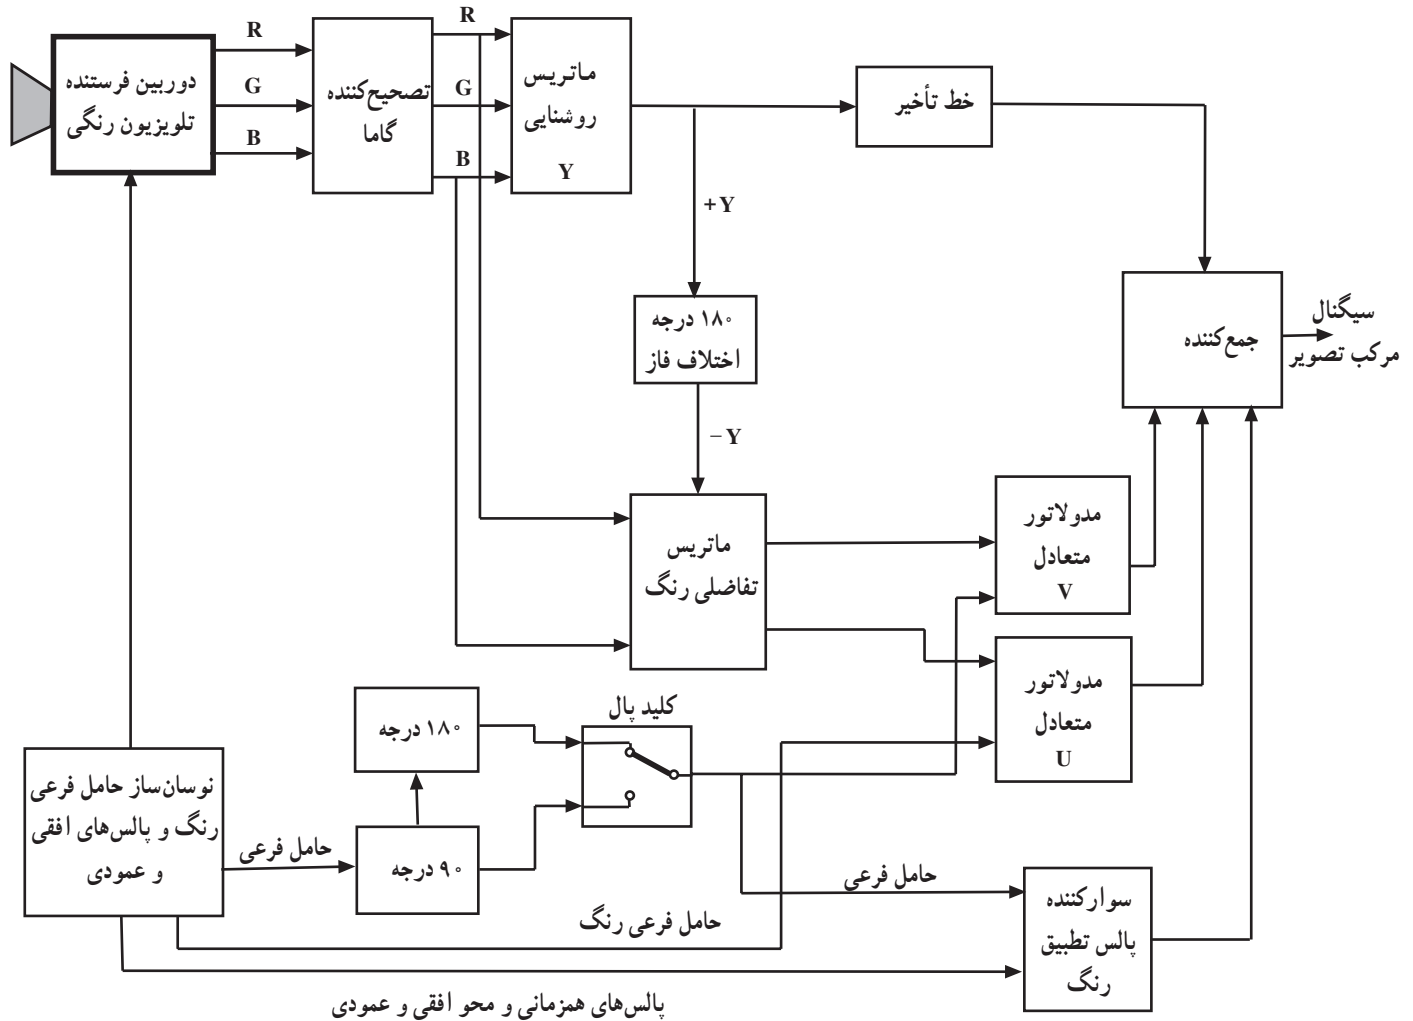 R
G
B
دوربین فرستنده
تلویزیون رنگی
تصحیح‌کننده
گاما
R
G
B
ماتریس
روشنایی
Y
خط تأخیر
+Y
۱۸۰ درجه
اختلاف فاز
−Y
جمع‌کننده
سیگنال
مرکب تصویر
ماتریس
تفاضلی رنگ
مدولاتور
متعادل
V
مدولاتور
متعادل
U
کلید پال
۱۸۰ درجه
۹۰ درجه
نوسان‌ساز حامل فرعی
رنگ و پالس‌های افقی
و عمودی
حامل فرعی
حامل فرعی
حامل فرعی رنگ
سوارکننده
پالس تطبیق
رنگ
پالس‌های همزمانی و محو افقی و عمودی